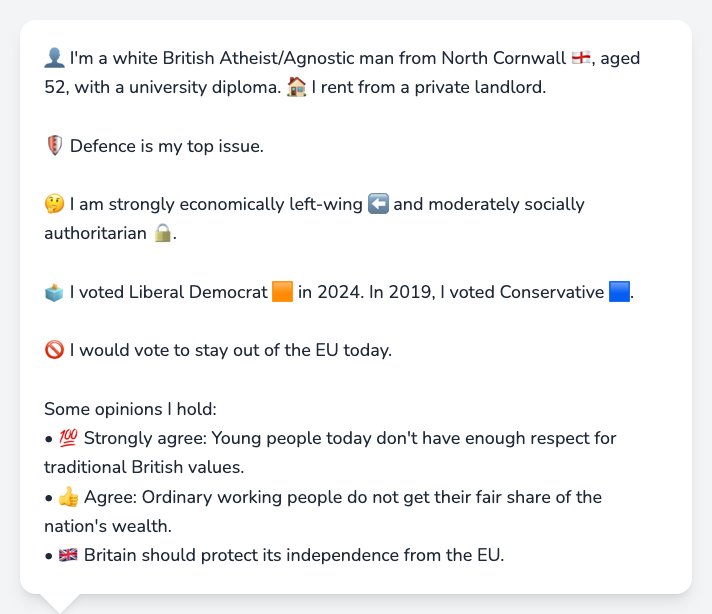 👤 I'm a white British Atheist/Agnostic man from North Cornwall 🏴󠁧󠁢󠁥󠁮󠁧󠁿, aged
52, with a university diploma. 🏠 I rent from a private landlord.
🛡️ Defence is my top issue.
🤔 I am strongly economically left-wing ⬅️ and moderately socially
authoritarian 🔒.
🗳️ I voted Liberal Democrat 🟧 in 2024. In 2019, I voted Conservative 🟦.
🚫 I would vote to stay out of the EU today.
Some opinions I hold:
• 💯 Strongly agree: Young people today don't have enough respect for
traditional British values.
• 👍 Agree: Ordinary working people do not get their fair share of the
nation's wealth.
• 🇬🇧 Britain should protect its independence from the EU.